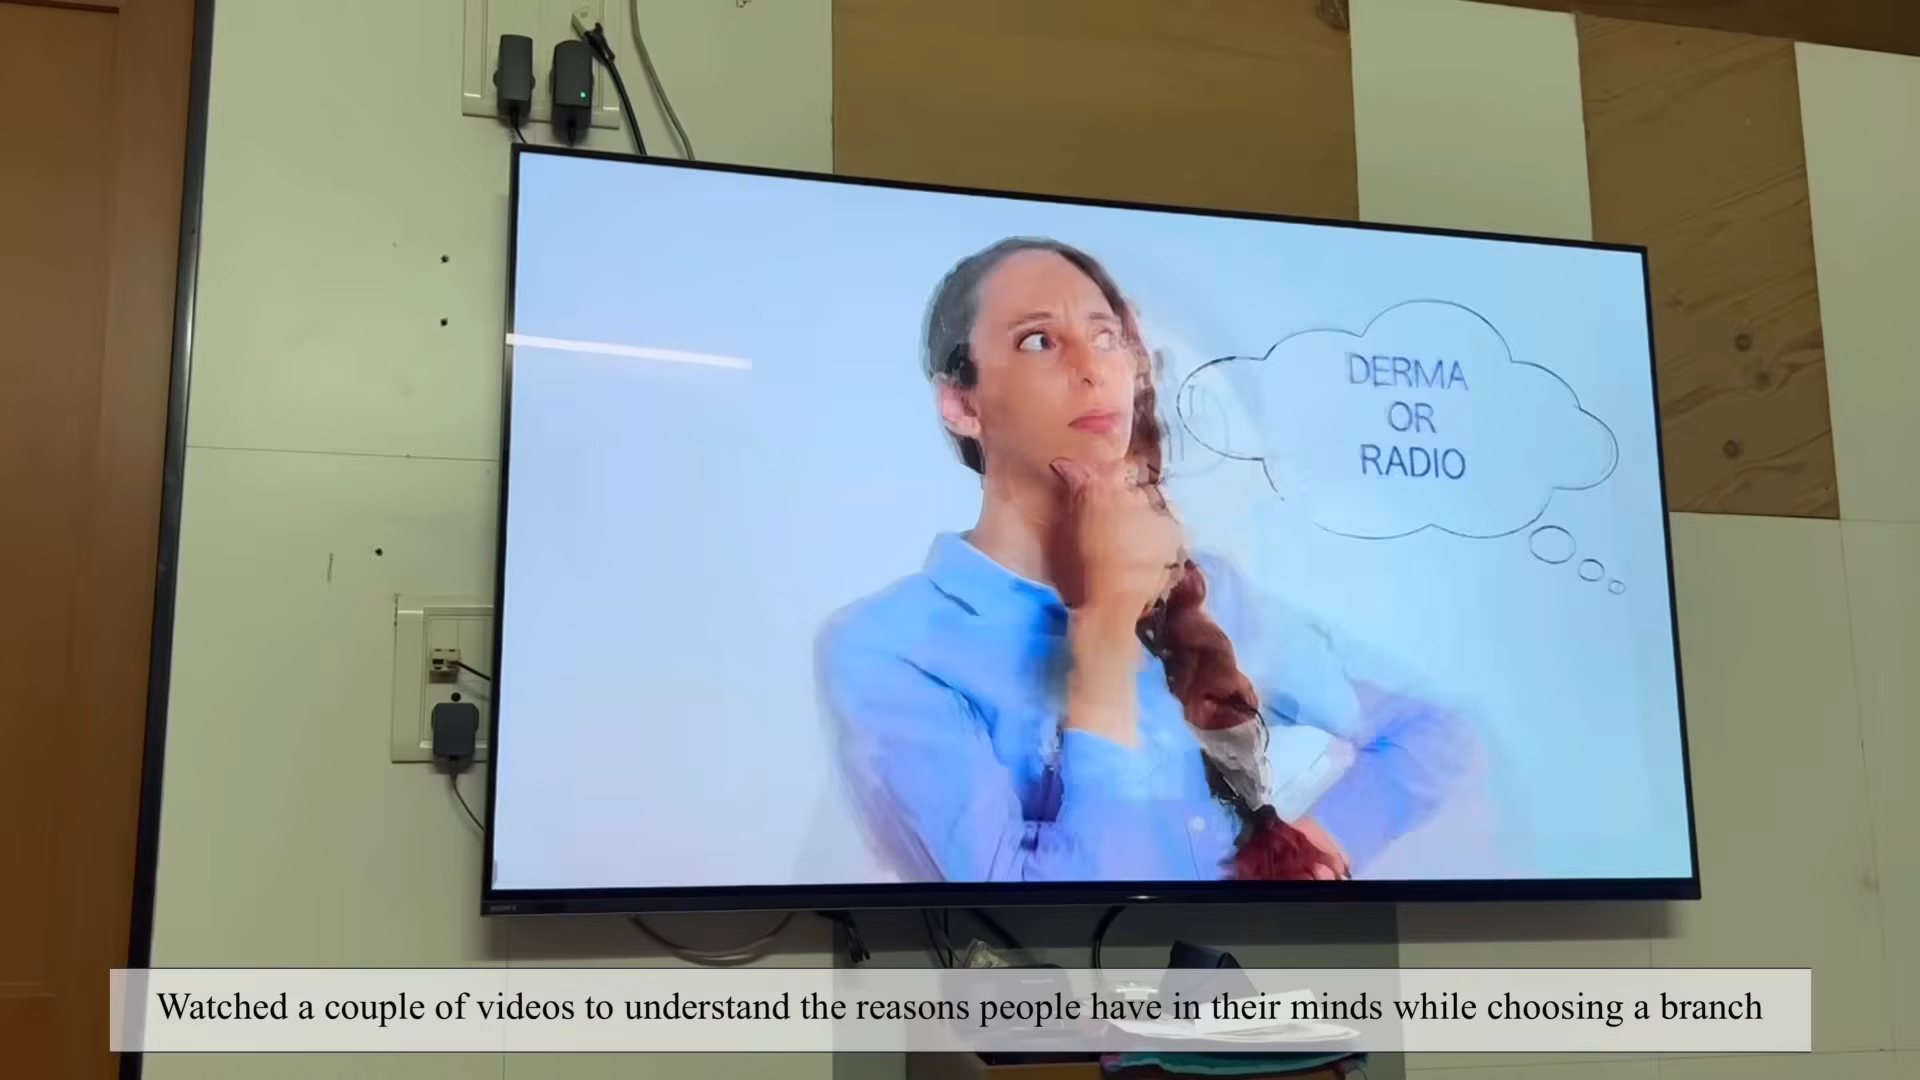 DERMA
OR
RADIO
Watched a couple of videos to understand the reasons people have in their minds while choosing a branch